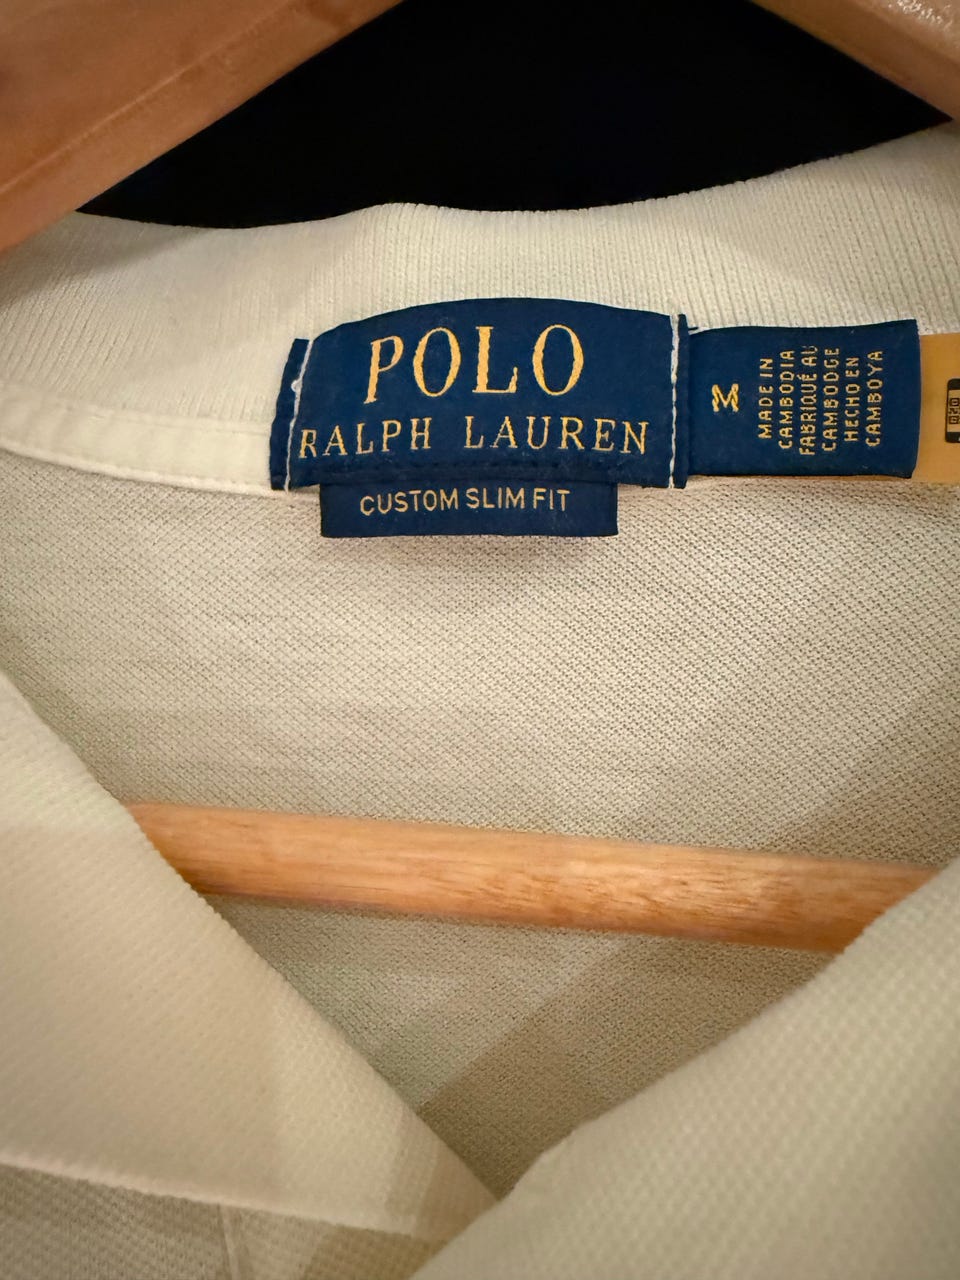 POLO
RALPH LAUREN
CUSTOM SLIM FIT
M
MADE IN
CAMBODIA
FABRIQUÉ AU
CAMBODGE
HECHO EN
CAMBOYA